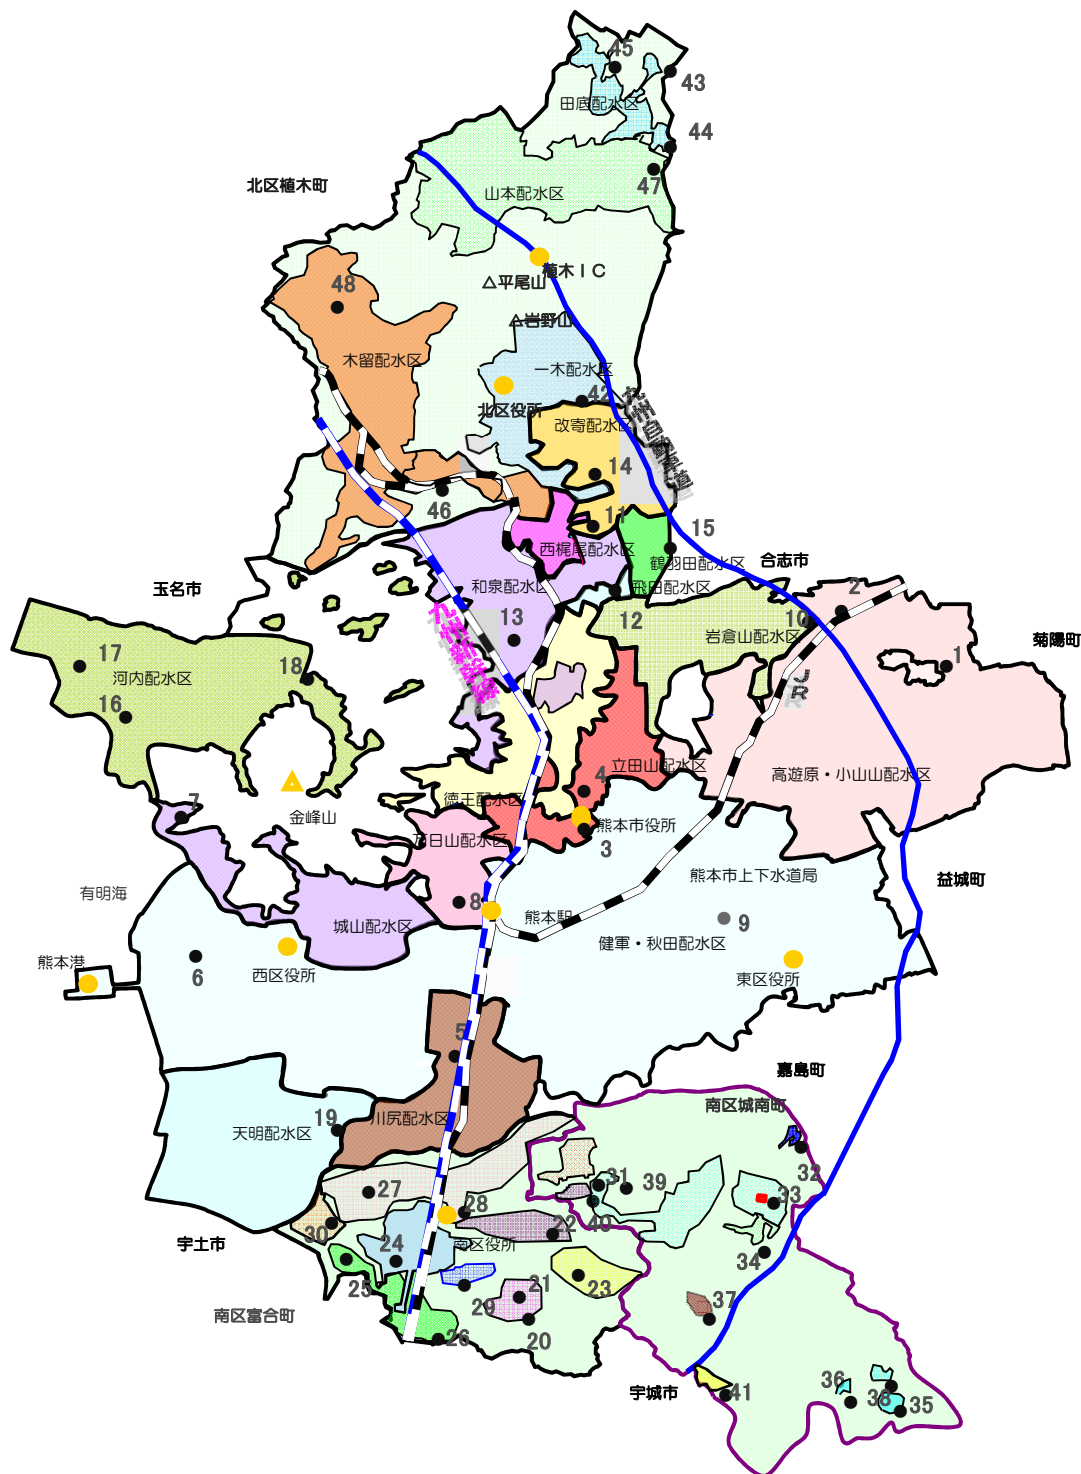 45
43
田底配水区
44
47
北区植木町
山本配水区
植木IC
△平尾山
48
△岩野山
木留配水区
一木配水区
42
九州自動車道
北区役所
改寄配水区
14
46
11
15
西梶尾配水区
鶴羽田配水区
合志市
玉名市
和泉配水区
飛田配水区
2
10
九州新幹線
13
12
岩倉山配水区
菊陽町
17
河内配水区
18
1
JR
16
立田山配水区
高遊原・小山山配水区
4
徳王配水区
7
金峰山
万日山配水区
熊本市役所
3
熊本市上下水道局
益城町
有明海
8
城山配水区
熊本駅
9
健軍・秋田配水区
熊本港
6
西区役所
東区役所
5
嘉島町
南区城南町
19
天明配水区
川尻配水区
32
31
39
27
33
28
40
30
22
宇土市
24
南区役所
34
25
21
23
29
南区富合町
37
26
20
宇城市
36
41
38
35